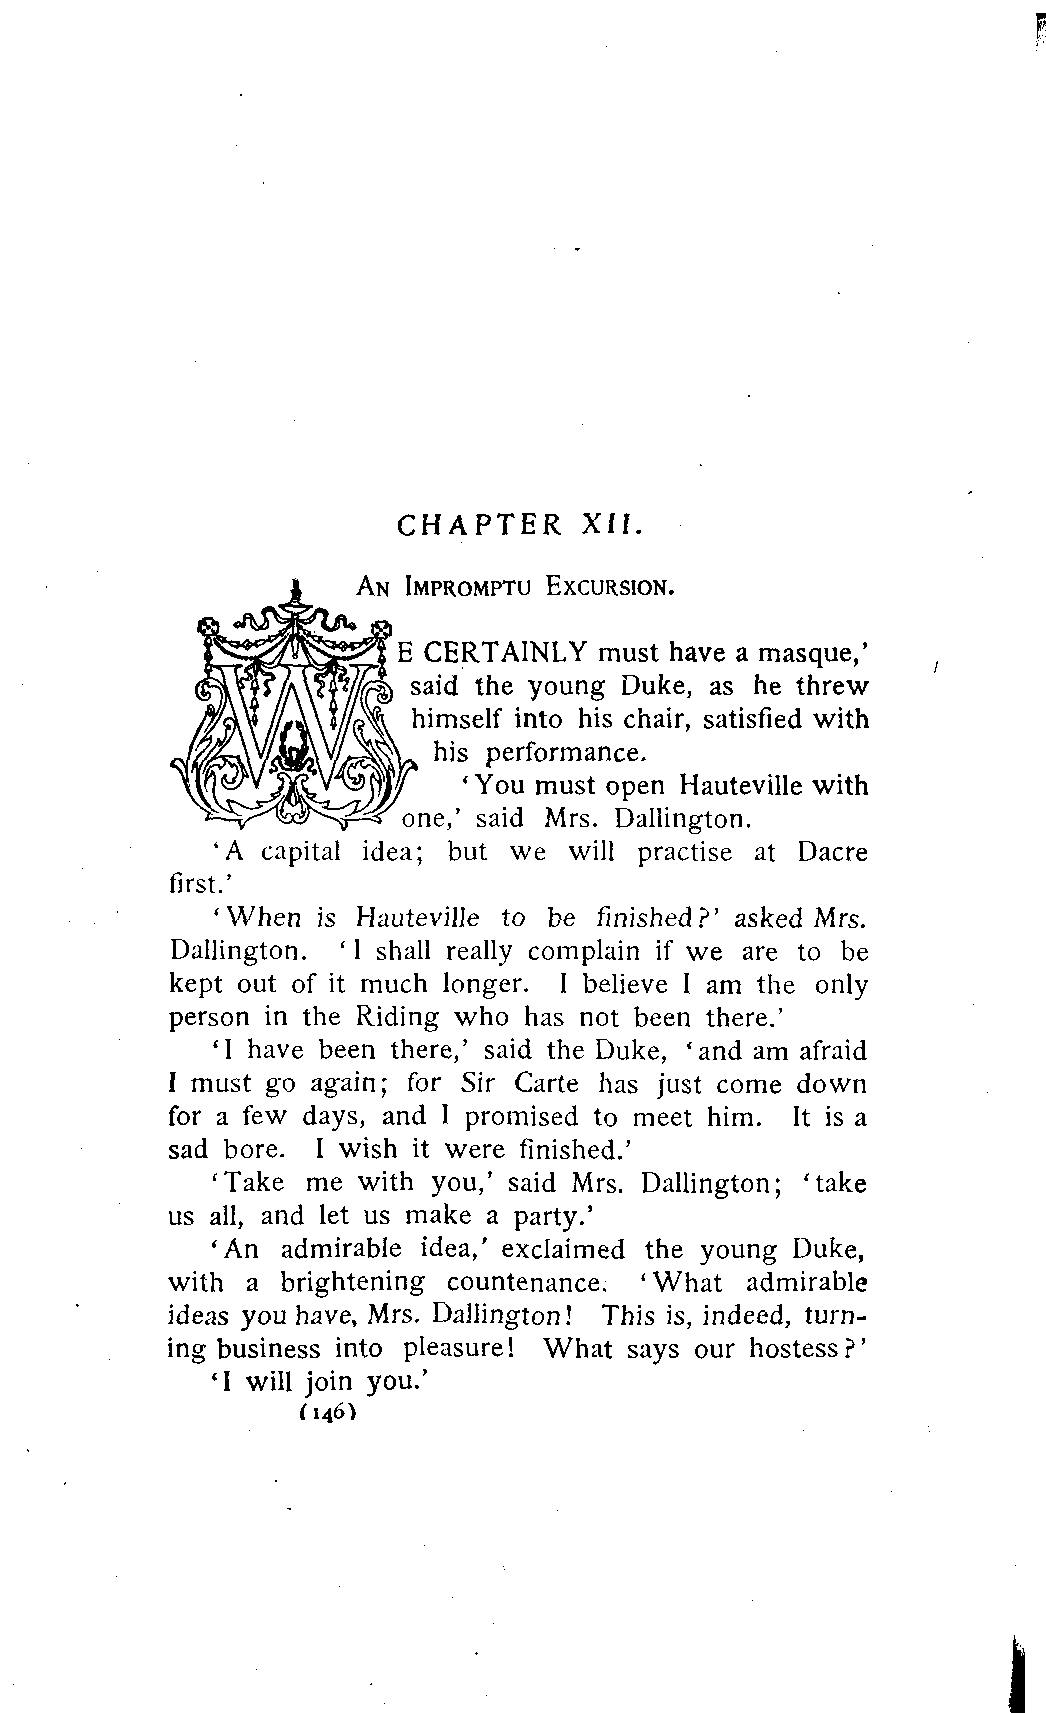 CHAPTER XII.
AN IMPROMPTU EXCURSION.
WE CERTAINLY must have a masque,’
said the young Duke, as he threw
himself into his chair, satisfied with
his performance.
‘You must open Hauteville with
one,’ said Mrs. Dallington.
‘A capital idea; but we will practise at Dacre
first.’
‘When is Hauteville to be finished?’ asked Mrs.
Dallington. ‘I shall really complain if we are to be
kept out of it much longer. I believe I am the only
person in the Riding who has not been there.’
‘I have been there,’ said the Duke, ‘and am afraid
I must go again; for Sir Carte has just come down
for a few days, and I promised to meet him. It is a
sad bore. I wish it were finished.’
‘Take me with you,’ said Mrs. Dallington; ‘take
us all, and let us make a party.’
‘An admirable idea,’ exclaimed the young Duke,
with a brightening countenance. ‘What admirable
ideas you have, Mrs. Dallington! This is, indeed, turn-
ing business into pleasure! What says our hostess?’
‘I will join you.’
(146)